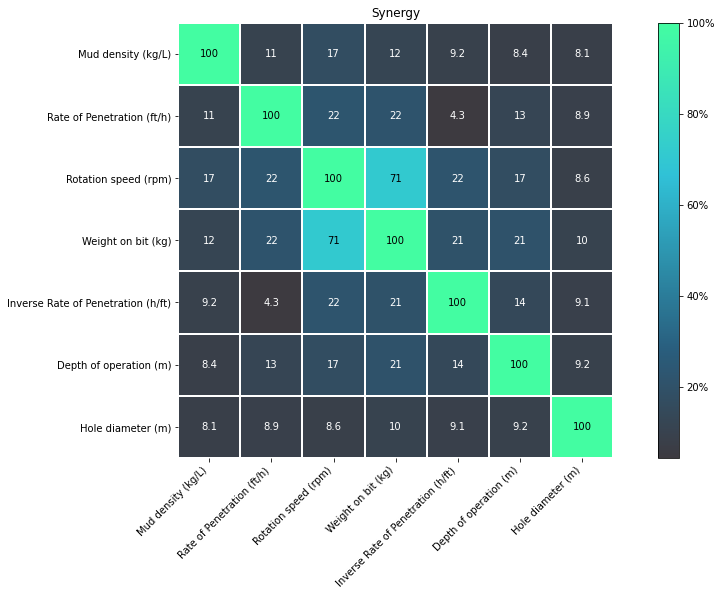 Synergy
Mud density (kg/L) 100 11 17 12 9.2 8.4 8.1
Rate of Penetration (ft/h) 11 100 22 22 4.3 13 8.9
Rotation speed (rpm) 17 22 100 71 22 17 8.6
Weight on bit (kg) 12 22 71 100 21 21 10
Inverse Rate of Penetration (h/ft) 9.2 4.3 22 21 100 14 9.1
Depth of operation (m) 8.4 13 17 21 14 100 9.2
Hole diameter (m) 8.1 8.9 8.6 10 9.1 9.2 100
Mud density (kg/L)
Rate of Penetration (ft/h)
Rotation speed (rpm)
Weight on bit (kg)
Inverse Rate of Penetration (h/ft)
Depth of operation (m)
Hole diameter (m)
100%
80%
60%
40%
20%